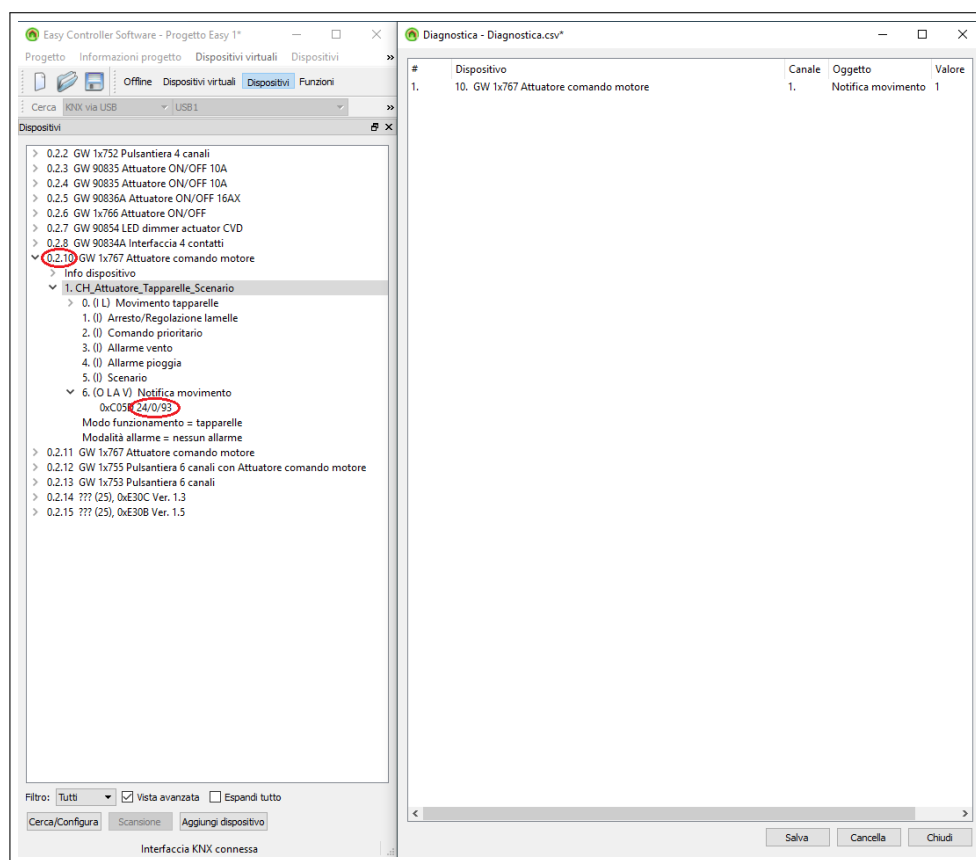 Easy Controller Software - Progetto Easy 1*
Progetto Informazioni progetto Dispositivi virtuali Dispositivi »
Offline Dispositivi virtuali Dispositivi Funzioni
Cerca KNX via USB USB1 »
Dispositivi
0.2.2 GW 1x752 Pulsantiera 4 canali
0.2.3 GW 90835 Attuatore ON/OFF 10A
0.2.4 GW 90835 Attuatore ON/OFF 10A
0.2.5 GW 90836A Attuatore ON/OFF 16AX
0.2.6 GW 1x766 Attuatore ON/OFF
0.2.7 GW 90854 LED dimmer actuator CVD
0.2.8 GW 90834A Interfaccia 4 contatti
0.2.10 GW 1x767 Attuatore comando motore
Info dispositivo
1. CH_Attuatore_Tapparelle_Scenario
0. (I L) Movimento tapparelle
1. (I) Arresto/Regolazione lamelle
2. (I) Comando prioritario
3. (I) Allarme vento
4. (I) Allarme pioggia
5. (I) Scenario
6. (O LA V) Notifica movimento
24/0/93
Modo funzionamento = tapparelle
Modalità allarme = nessun allarme
0.2.11 GW 1x767 Attuatore comando motore
0.2.12 GW 1x755 Pulsantiera 6 canali con Attuatore comando motore
0.2.13 GW 1x753 Pulsantiera 6 canali
0.2.14 ??? (25), 0xE30C Ver. 1.3
0.2.15 ??? (25), 0xE30B Ver. 1.5
Filtro: Tutti Vista avanzata Espandi tutto
Cerca/Configura Scansione Aggiungi dispositivo
Interfaccia KNX connessa
Diagnostica - Diagnostica.csv*
# Dispositivo Canale Oggetto Valore
1. 10. GW 1x767 Attuatore comando motore 1. Notifica movimento 1
Salva Cancella Chiudi